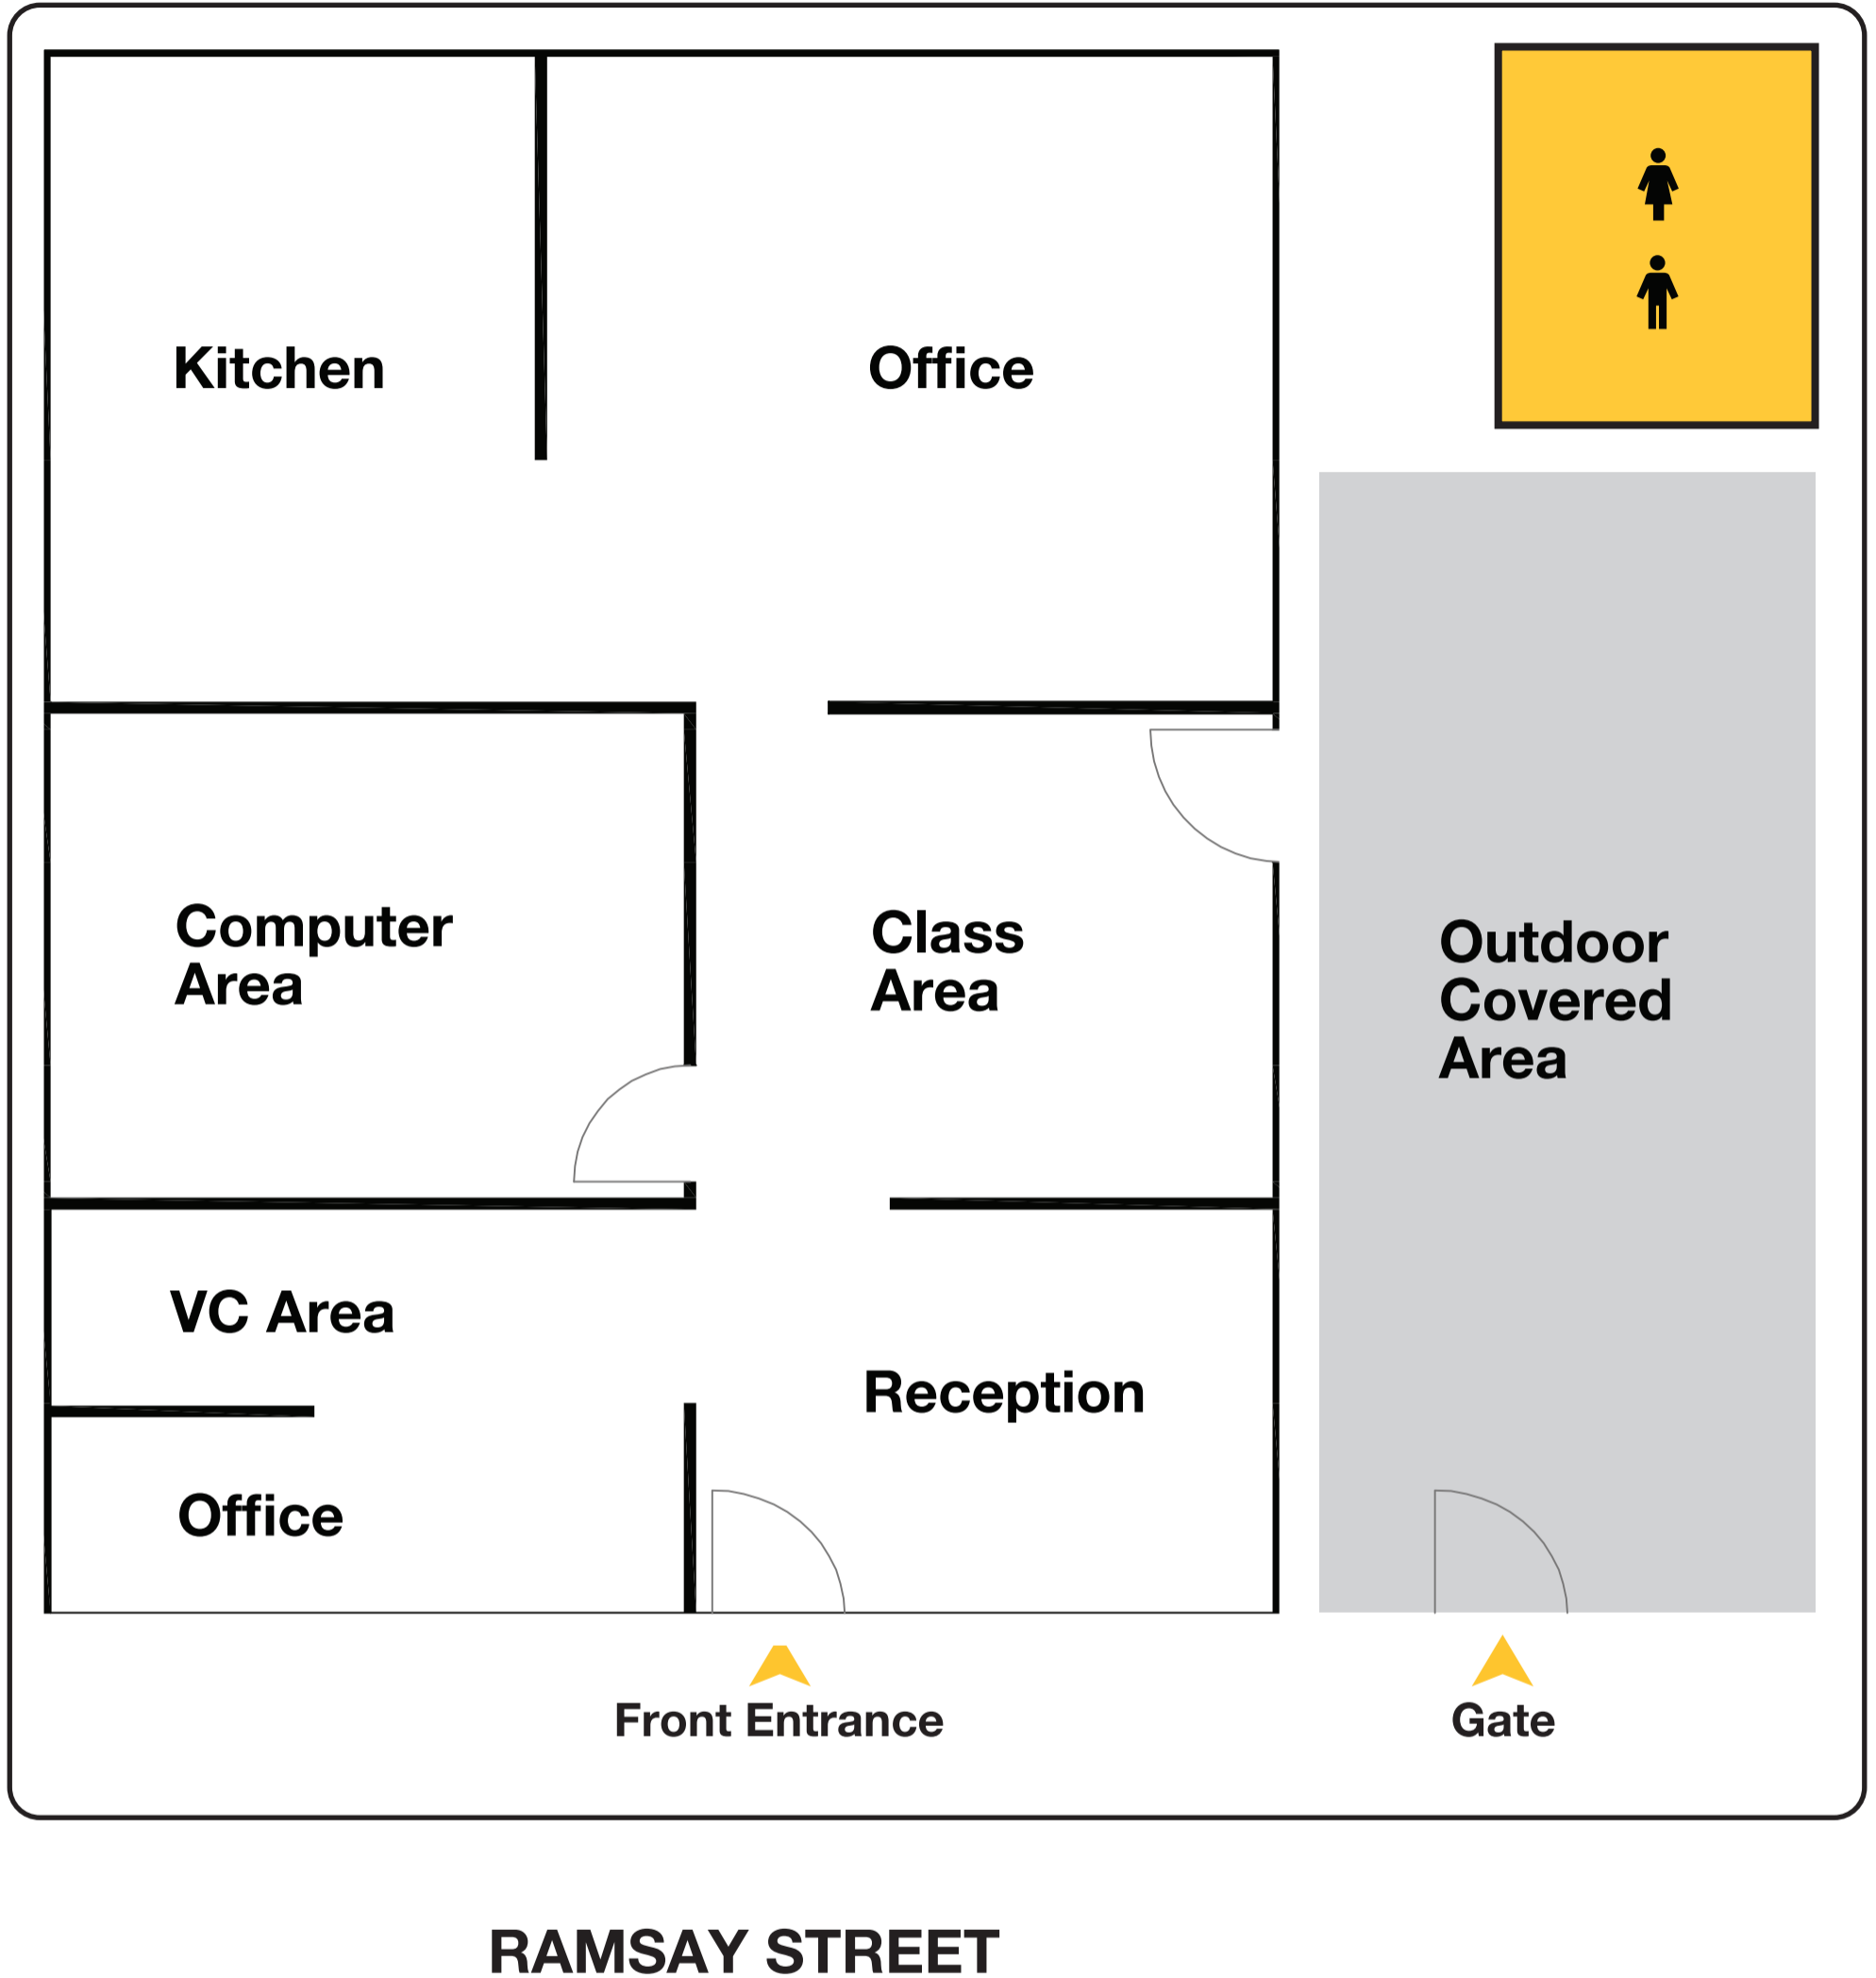 Kitchen
Office
Computer
Area
Class
Area
Outdoor
Covered
Area
VC Area
Reception
Office
Front Entrance
Gate
RAMSAY STREET